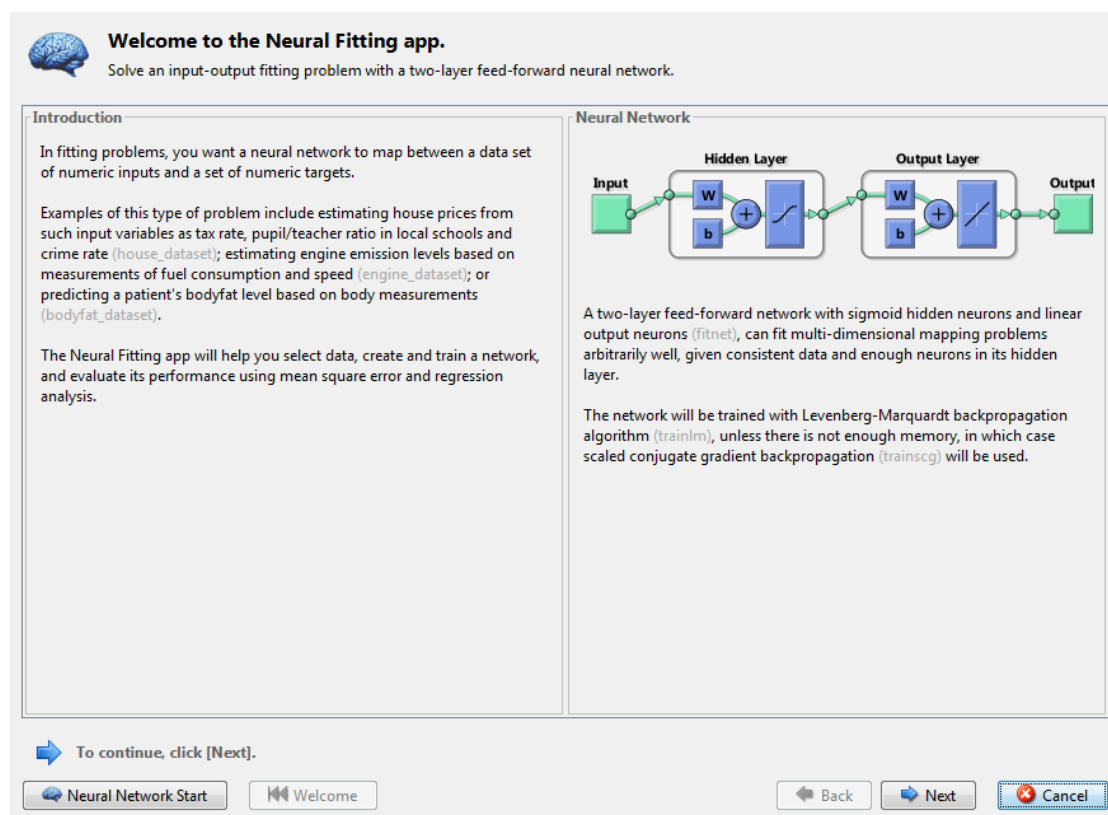 Welcome to the Neural Fitting app.
Solve an input-output fitting problem with a two-layer feed-forward neural network.
Introduction
In fitting problems, you want a neural network to map between a data set
of numeric inputs and a set of numeric targets.
Examples of this type of problem include estimating house prices from
such input variables as tax rate, pupil/teacher ratio in local schools and
crime rate (house_dataset); estimating engine emission levels based on
measurements of fuel consumption and speed (engine_dataset); or
predicting a patient's bodyfat level based on body measurements
(bodyfat_dataset).
The Neural Fitting app will help you select data, create and train a network,
and evaluate its performance using mean square error and regression
analysis.
Neural Network
Hidden Layer
Output Layer
Input
Output
W
b
+
W
b
+
A two-layer feed-forward network with sigmoid hidden neurons and linear
output neurons (fitnet), can fit multi-dimensional mapping problems
arbitrarily well, given consistent data and enough neurons in its hidden
layer.
The network will be trained with Levenberg-Marquardt backpropagation
algorithm (trainlm), unless there is not enough memory, in which case
scaled conjugate gradient backpropagation (trainscg) will be used.
To continue, click [Next].
Neural Network Start
Welcome
Back
Next
Cancel